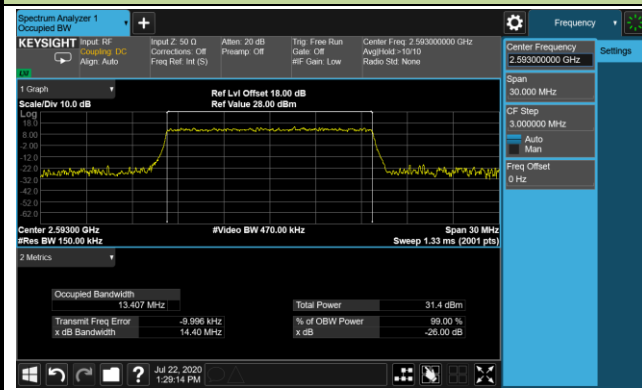 Spectrum Analyzer 1
Occupied BW
Frequency
KEYSIGHT Input: RF Input Z: 50 Ω Atten: 20 dB Trig: Free Run Center Freq: 2.593000000 GHz
Coupling: DC Corrections: Off Preamp: Off Gate: Off Avg|Hold:>10/10
Align: Auto Freq Ref: Int (S) #IF Gain: Low Radio Std: None
Center Frequency
2.593000000 GHz
Settings
Span
30.000 MHz
CF Step
3.000000 MHz
Auto
Man
Freq Offset
0 Hz
1 Graph
Scale/Div 10.0 dB
Ref Lvl Offset 18.00 dB
Ref Value 28.00 dBm
Log
18.0
8.00
-2.00
-12.0
-22.0
-32.0
-42.0
-52.0
-62.0
Center 2.59300 GHz #Video BW 470.00 kHz Span 30 MHz
#Res BW 150.00 kHz Sweep 1.33 ms (2001 pts)
2 Metrics
Occupied Bandwidth
13.407 MHz
Total Power 31.4 dBm
Transmit Freq Error -9.996 kHz % of OBW Power 99.00 %
x dB Bandwidth 14.40 MHz x dB -26.00 dB
?
Jul 22, 2020
1:29:14 PM